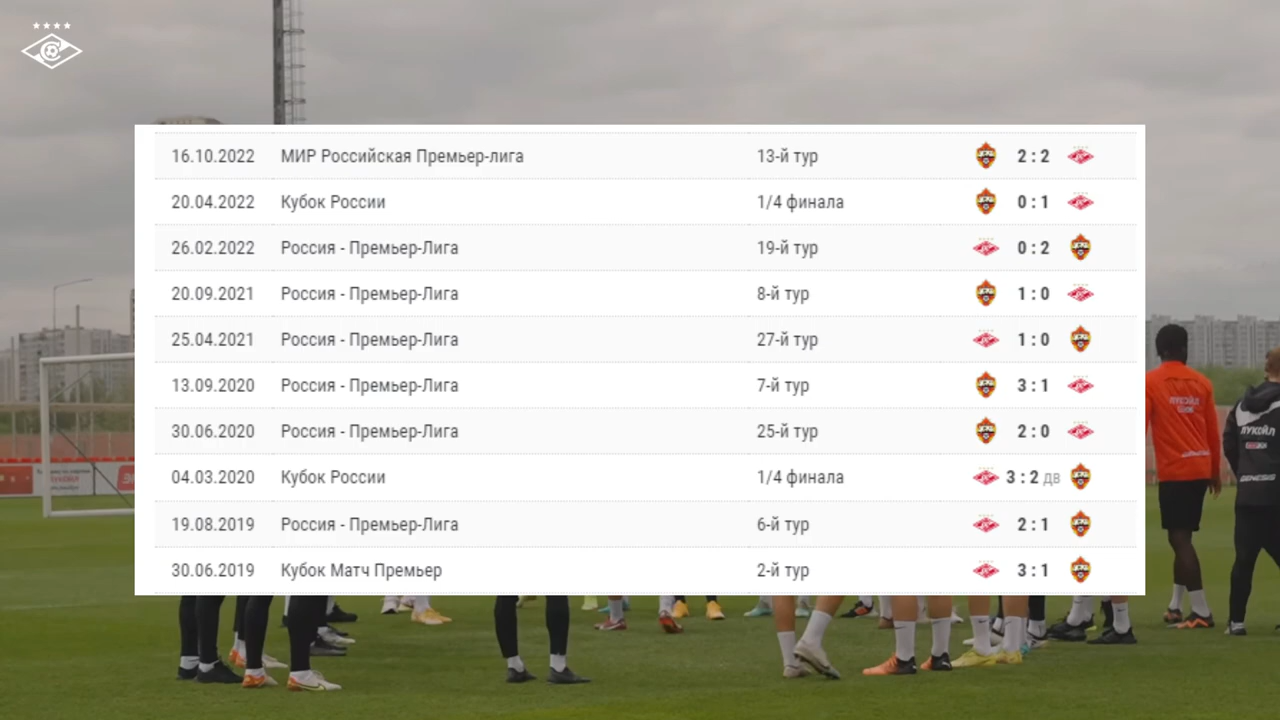 16.10.2022 МИР Российская Премьер-лига 13-й тур 2 : 2
20.04.2022 Кубок России 1/4 финала 0 : 1
26.02.2022 Россия - Премьер-Лига 19-й тур 0 : 2
20.09.2021 Россия - Премьер-Лига 8-й тур 1 : 0
25.04.2021 Россия - Премьер-Лига 27-й тур 1 : 0
13.09.2020 Россия - Премьер-Лига 7-й тур 3 : 1
30.06.2020 Россия - Премьер-Лига 25-й тур 2 : 0
04.03.2020 Кубок России 1/4 финала 3 : 2 дв
19.08.2019 Россия - Премьер-Лига 6-й тур 2 : 1
30.06.2019 Кубок Матч Премьер 2-й тур 3 : 1
ЛУКОЙЛ
ЛУКОЙЛ
GENESIS